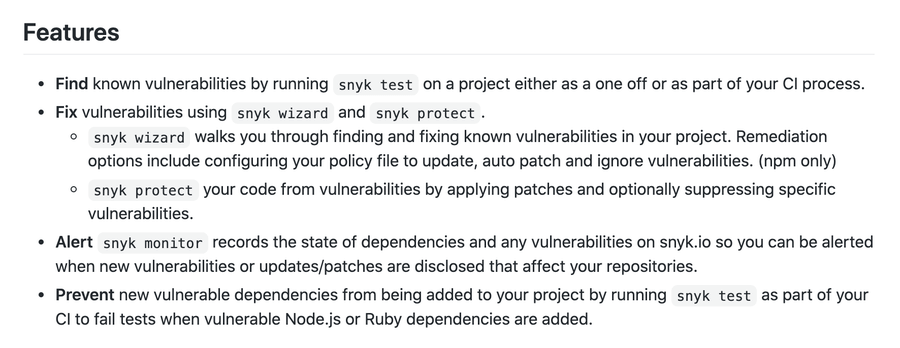 Features
• Find known vulnerabilities by running snyk test on a project either as a one off or as part of your CI process.
• Fix vulnerabilities using snyk wizard and snyk protect.
◦ snyk wizard walks you through finding and fixing known vulnerabilities in your project. Remediation
options include configuring your policy file to update, auto patch and ignore vulnerabilities. (npm only)
◦ snyk protect your code from vulnerabilities by applying patches and optionally suppressing specific
vulnerabilities.
• Alert snyk monitor records the state of dependencies and any vulnerabilities on snyk.io so you can be alerted
when new vulnerabilities or updates/patches are disclosed that affect your repositories.
• Prevent new vulnerable dependencies from being added to your project by running snyk test as part of your
CI to fail tests when vulnerable Node.js or Ruby dependencies are added.